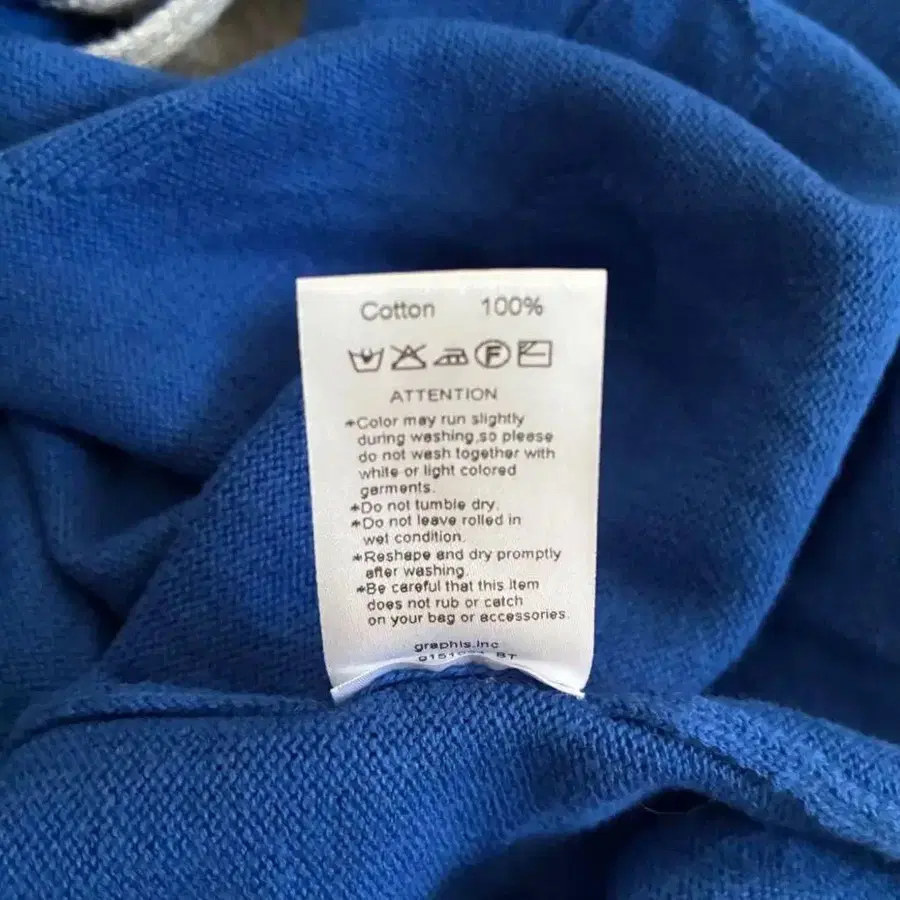 Cotton 100%
F
ATTENTION
*Color may run slightly
during washing,so please
do not wash together with
white or light colored
garments.
*Do not tumble dry.
*Do not leave rolled in
wet condition.
*Reshape and dry promptly
after washing.
*Be careful that this item
does not rub or catch
on your bag or accessories.
graphis.inc
BT